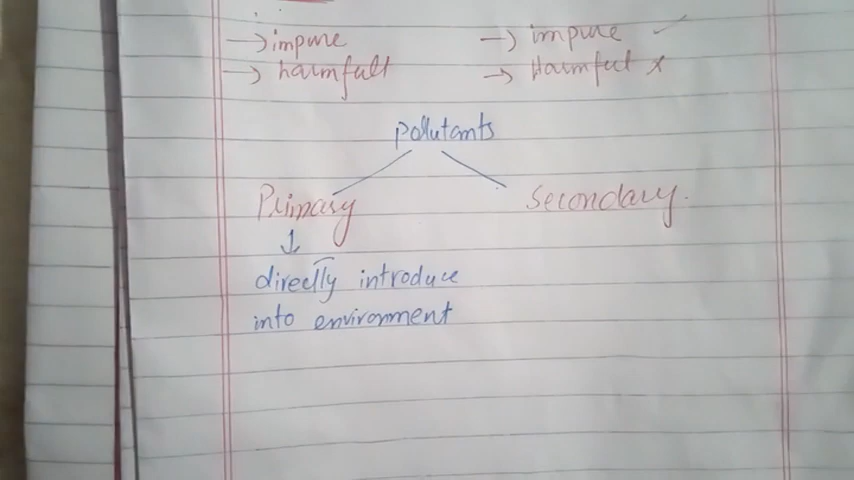 → impure → impure ✓
→ harmfull → Harmful x
Pollutants
Primary Secondary.
↓
directly introduce
into environment